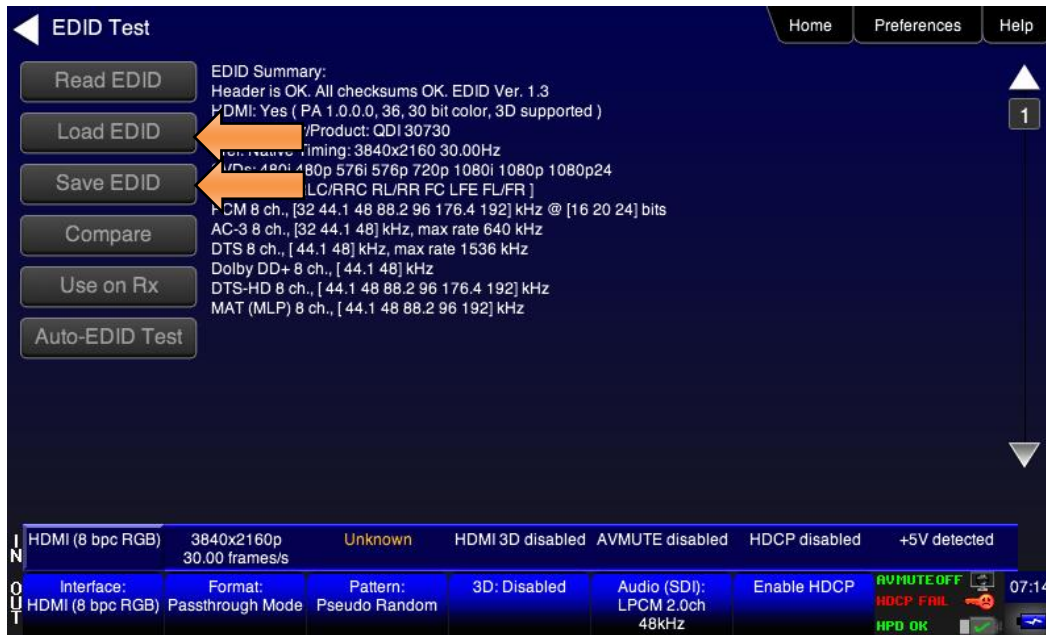 EDID Test
Home
Preferences
Help
Read EDID
Load EDID
Save EDID
Compare
Use on Rx
Auto-EDID Test
EDID Summary:
Header is OK. All checksums OK. EDID Ver. 1.3
HDMI: Yes ( PA 1.0.0.0, 36, 30 bit color, 3D supported )
/Product: QDI 30730
Timing: 3840x2160 30.00Hz
480p 576i 576p 720p 1080i 1080p 1080p24
LC/RRC RL/RR FC LFE FL/FR ]
PCM 8 ch., [32 44.1 48 88.2 96 176.4 192] kHz @ [16 20 24] bits
AC-3 8 ch., [32 44.1 48] kHz, max rate 640 kHz
DTS 8 ch., [ 44.1 48] kHz, max rate 1536 kHz
Dolby DD+ 8 ch., [ 44.1 48] kHz
DTS-HD 8 ch., [ 44.1 48 88.2 96 176.4 192] kHz
MAT (MLP) 8 ch., [ 44.1 48 88.2 96 192] kHz
1
IN
HDMI (8 bpc RGB)
3840x2160p
30.00 frames/s
Unknown
HDMI 3D disabled
AVMUTE disabled
HDCP disabled
+5V detected
OUT
Interface:
HDMI (8 bpc RGB)
Format:
Passthrough Mode
Pattern:
Pseudo Random
3D: Disabled
Audio (SDI):
LPCM 2.0ch
48kHz
Enable HDCP
AVMUTE OFF
HDCP FAIL
HPD OK
07:14